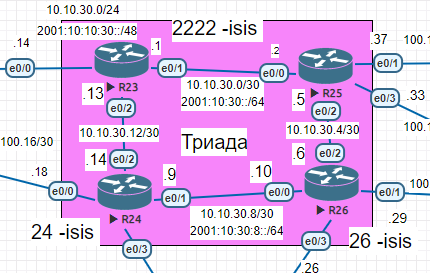 10.10.30.0/24
2222 -isis
.14
2001:10:10:30::/48
.1
.2
.37
e0/0
e0/1
e0/0
e0/1
100.1
R23
10.10.30.0/30
R25
e0/3
.33
.13
2001:10:30::/64
.5
e0/2
e0/2
100.1
10.10.30.12/30
Триада
10.10.30.4/30
100.16/30
.14
e0/2
.6
e0/2
.18
.9
.10
e0/0
e0/1
e0/0
e0/1
100
R24
10.10.30.8/30
R26
.29
24 -isis
2001:10:30:8::/64
e0/3
26 -isis
e0/3
.26